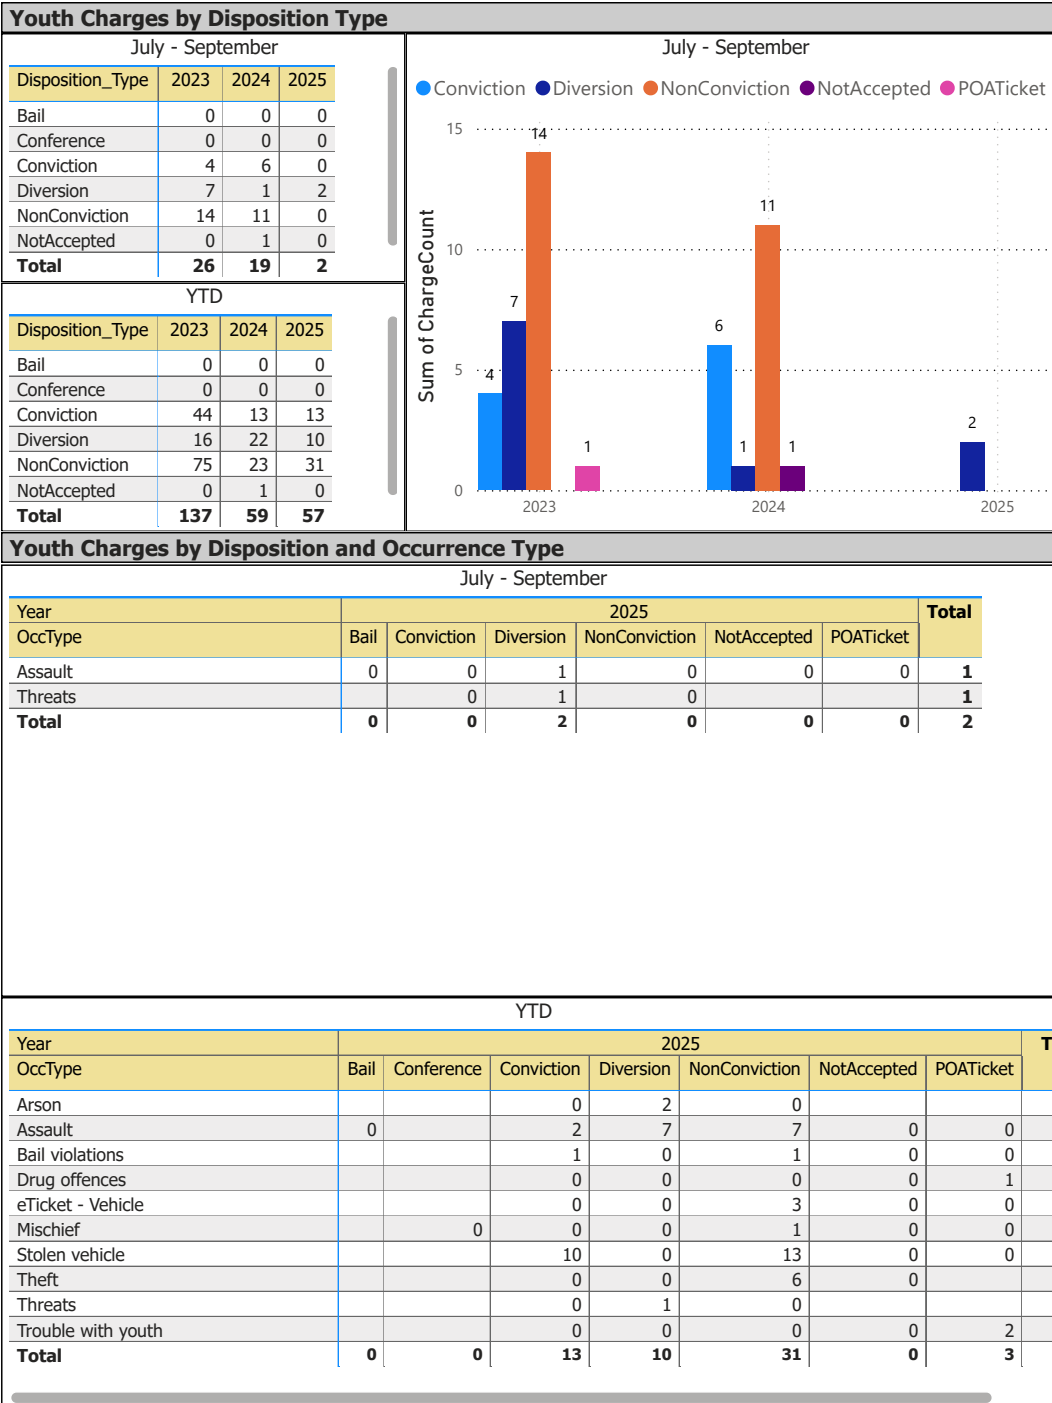 Youth Charges by Disposition Type
July - September
Disposition_Type 2023 2024 2025
Bail 0 0 0
Conference 0 0 0
Conviction 4 6 0
Diversion 7 1 2
NonConviction 14 11 0
NotAccepted 0 1 0
Total 26 19 2
YTD
Disposition_Type 2023 2024 2025
Bail 0 0 0
Conference 0 0 0
Conviction 44 13 13
Diversion 16 22 10
NonConviction 75 23 31
NotAccepted 0 1 0
Total 137 59 57
July - September
Conviction Diversion NonConviction NotAccepted POATicket
Sum of ChargeCount
15
10
5
0
4 7 14 1
6 1 11 1
2
2023 2024 2025
Youth Charges by Disposition and Occurrence Type
July - September
Year 2025 Total
OccType Bail Conviction Diversion NonConviction NotAccepted POATicket
Assault 0 0 1 0 0 0 1
Threats 0 1 0 1
Total 0 0 2 0 0 0 2
YTD
Year 2025 T
OccType Bail Conference Conviction Diversion NonConviction NotAccepted POATicket
Arson 0 2 0
Assault 0 2 7 7 0 0
Bail violations 1 0 1 0 0
Drug offences 0 0 0 0 1
eTicket - Vehicle 0 0 3 0 0
Mischief 0 0 0 1 0 0
Stolen vehicle 10 0 13 0 0
Theft 0 0 6 0
Threats 0 1 0
Trouble with youth 0 0 0 0 2
Total 0 0 13 10 31 0 3